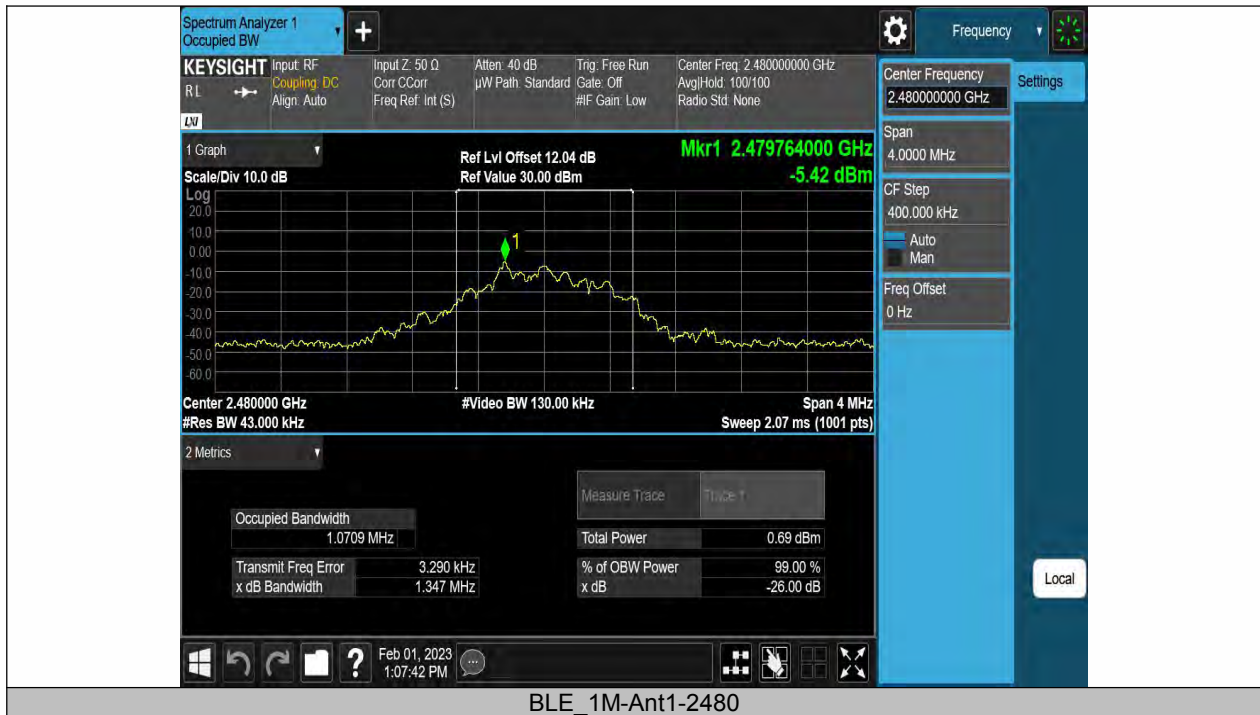 Spectrum Analyzer 1
Occupied BW
+
Frequency
KEYSIGHT
R L
LXI
Input: RF
Coupling: DC
Align: Auto
Input Z: 50 Ω
Corr CCorr
Freq Ref: Int (S)
Atten: 40 dB
µW Path: Standard
Trig: Free Run
Gate: Off
#IF Gain: Low
Center Freq: 2.480000000 GHz
Avg|Hold: 100/100
Radio Std: None
Center Frequency
2.480000000 GHz
Settings
Span
4.0000 MHz
CF Step
400.000 kHz
Auto
Man
Freq Offset
0 Hz
1 Graph
Scale/Div 10.0 dB
Ref Lvl Offset 12.04 dB
Ref Value 30.00 dBm
Mkr1 2.479764000 GHz
-5.42 dBm
Log
20.0
10.0
0.00
-10.0
-20.0
-30.0
-40.0
-50.0
-60.0
1
Center 2.480000 GHz
#Video BW 130.00 kHz
Span 4 MHz
#Res BW 43.000 kHz
Sweep 2.07 ms (1001 pts)
2 Metrics
Measure Trace
Trace 1
Occupied Bandwidth
1.0709 MHz
Total Power 0.69 dBm
Transmit Freq Error 3.290 kHz
% of OBW Power 99.00 %
x dB Bandwidth 1.347 MHz
x dB -26.00 dB
Local
?
Feb 01, 2023
1:07:42 PM
BLE_1M-Ant1-2480